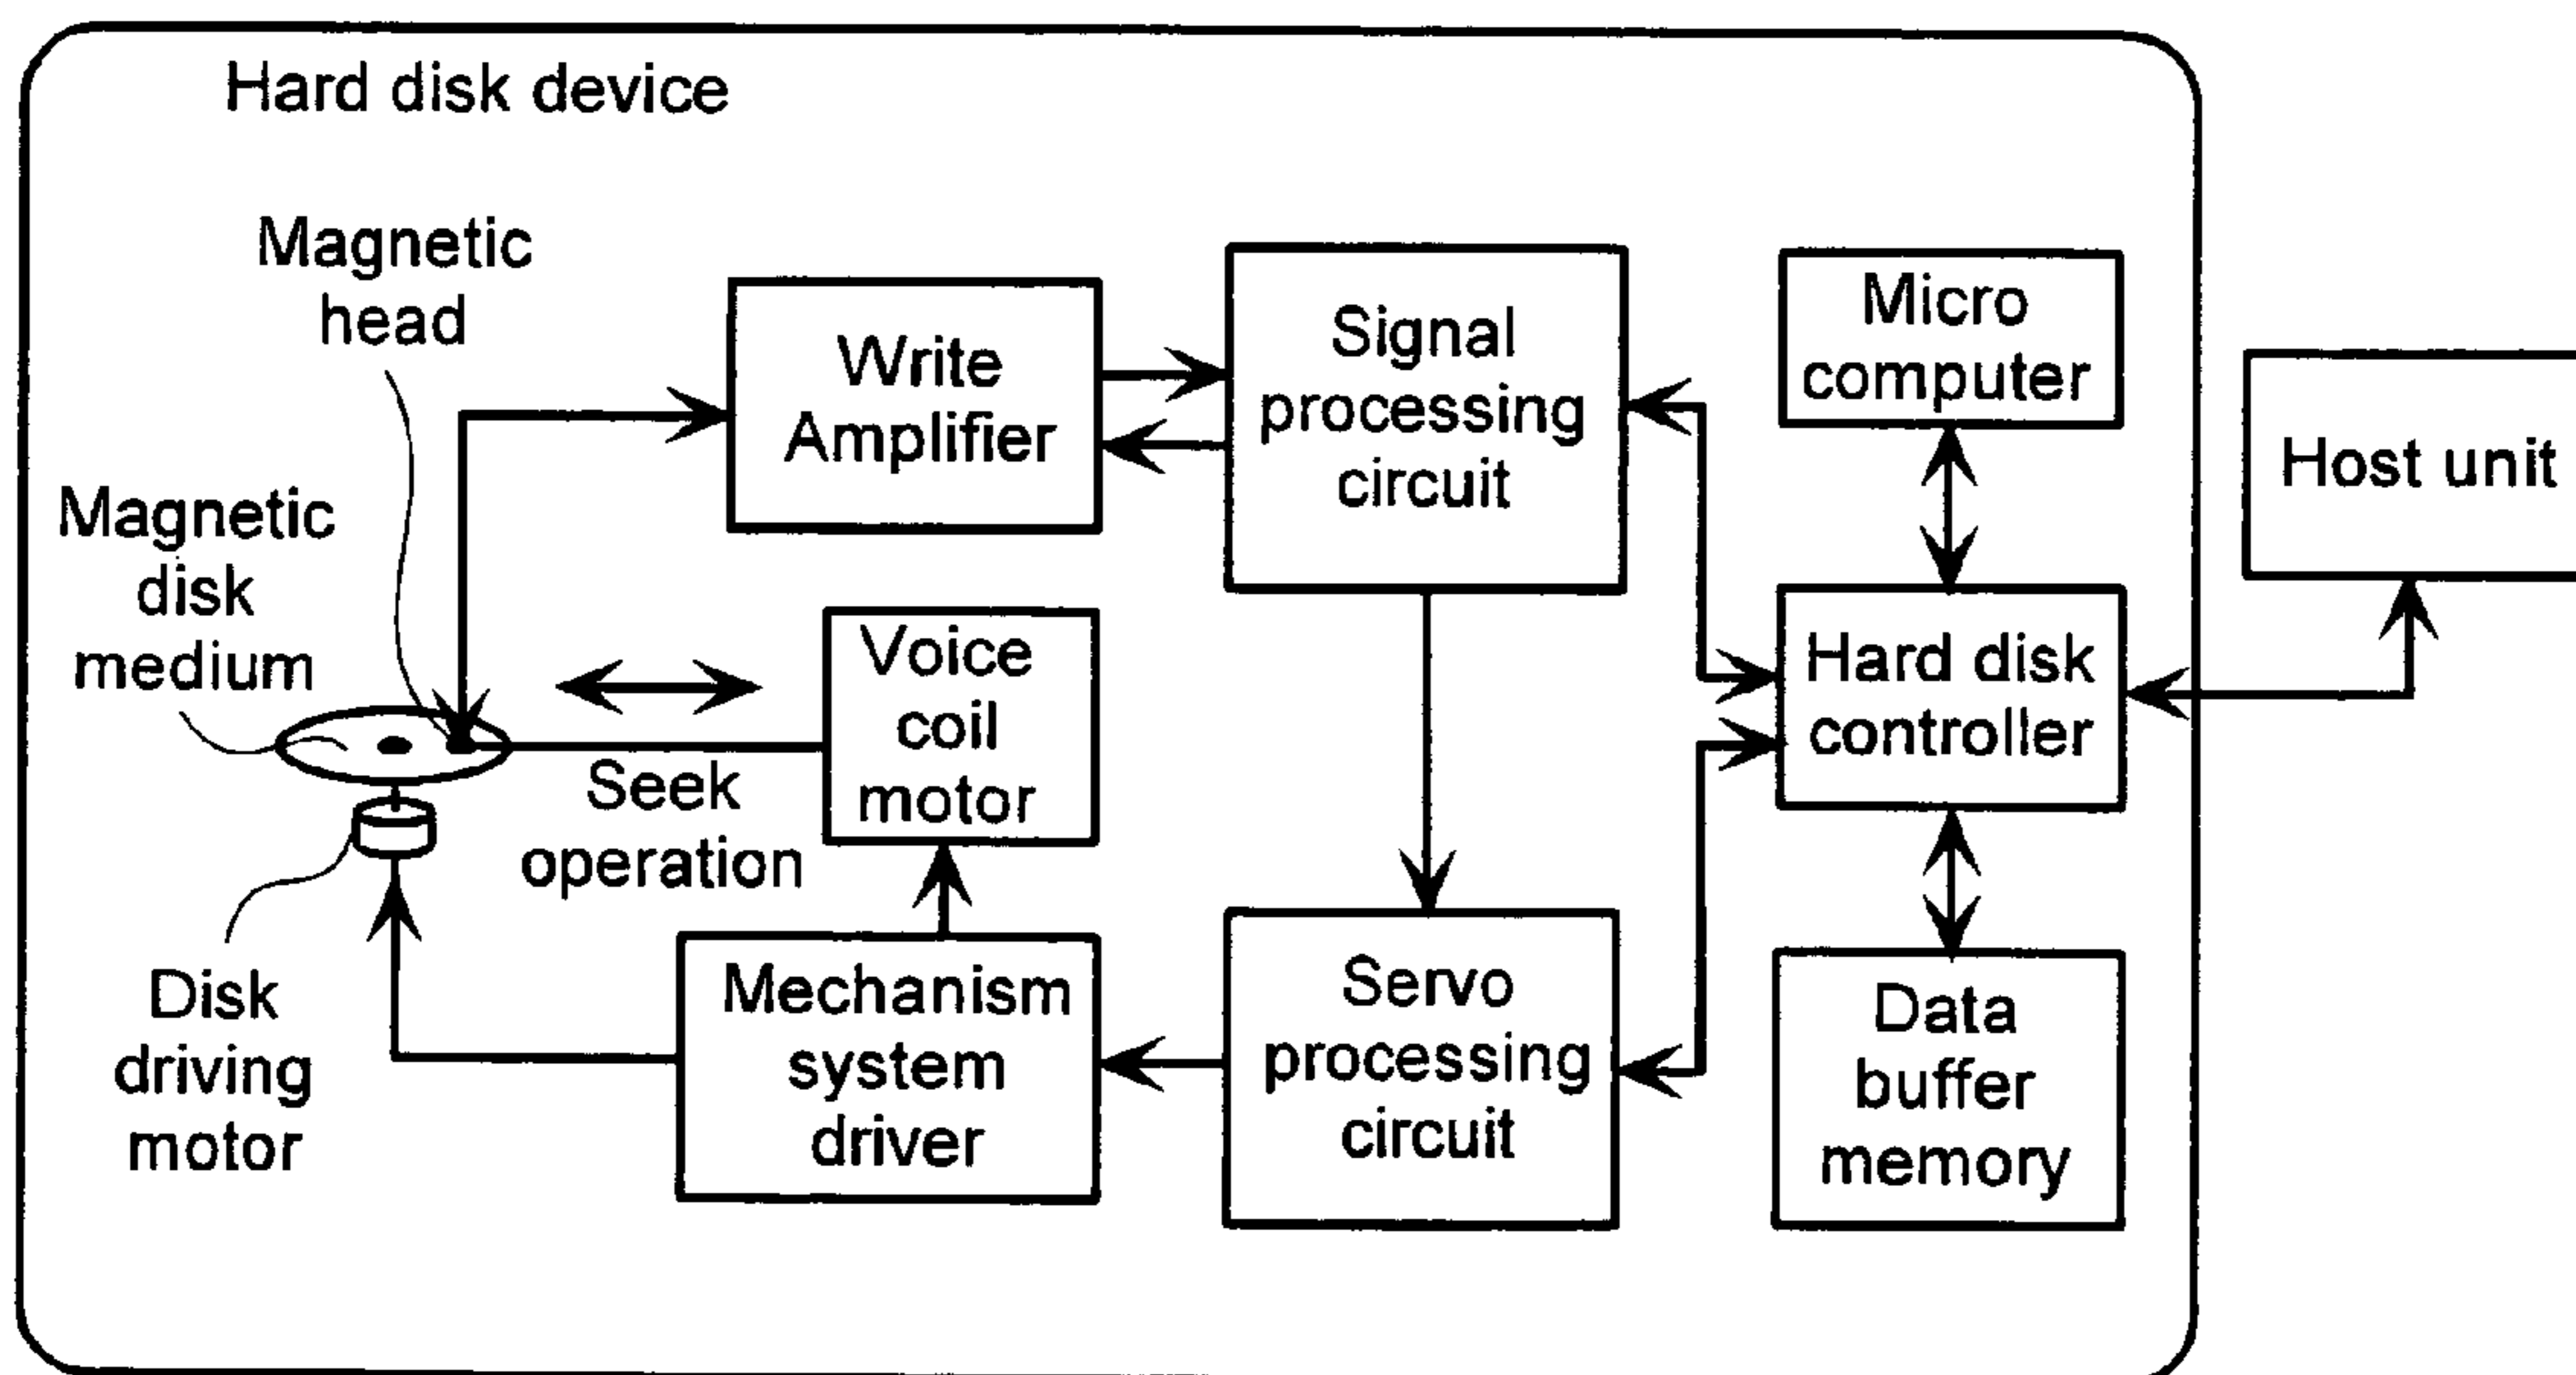 Hard disk device
Magnetic
head
Write
Amplifier
Signal
processing
circuit
Micro
computer
Host unit
Magnetic
disk
medium
Voice
coil
motor
Hard disk
controller
Seek
operation
Disk
driving
motor
Mechanism
system
driver
Servo
processing
circuit
Data
buffer
memory